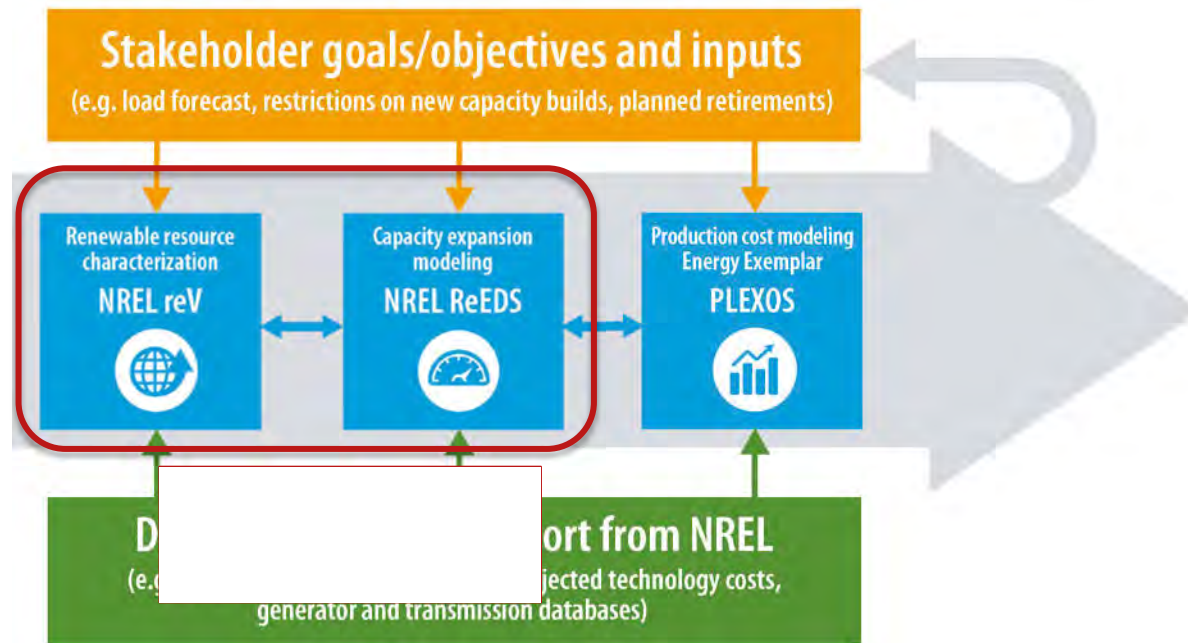 Stakeholder goals/objectives and inputs
(e.g. load forecast, restrictions on new capacity builds, planned retirements)
Renewable resource
characterization
NREL reV
Capacity expansion
modeling
NREL ReEDS
Production cost modeling
Energy Exemplar
PLEXOS
D ort from NREL
(e.g jected technology costs,
generator and transmission databases)